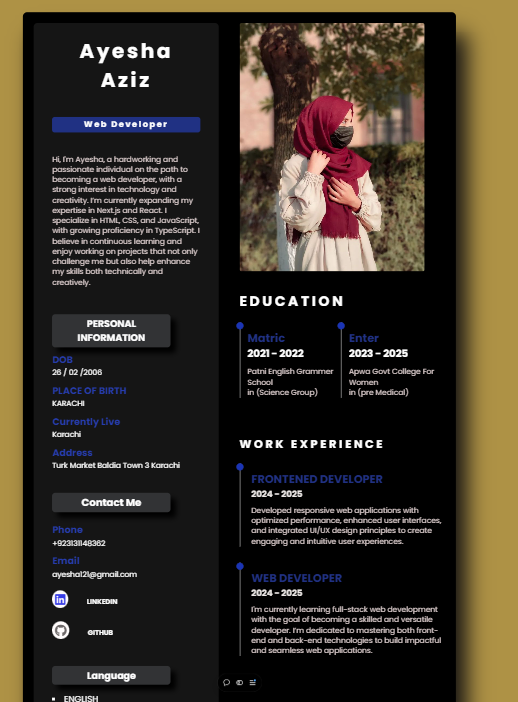 Ayesha
Aziz
Web Developer
Hi, I'm Ayesha, a hardworking and
passionate individual on the path to
becoming a web developer, with a
strong interest in technology and
creativity. I'm currently expanding my
expertise in Next.js and React. I
specialize in HTML, CSS, and JavaScript,
with growing proficiency in TypeScript. I
believe in continuous learning and
enjoy working on projects that not only
challenge me but also help enhance
my skills both technically and
creatively.
PERSONAL
INFORMATION
DOB
26 / 02 /2006
PLACE OF BIRTH
KARACHI
Currently Live
Karachi
Address
Turk Market Baldia Town 3 Karachi
Contact Me
Phone
+923131148362
Email
ayesha121@gmail.com
in LINKEDIN
GITHUB
Language
ENGLISH
EDUCATION
Matric
2021 - 2022
Patni English Grammer
School
in (Science Group)
Enter
2023 - 2025
Apwa Govt College For
Women
in (pre Medical)
WORK EXPERIENCE
FRONTENED DEVELOPER
2024 - 2025
Developed responsive web applications with
optimized performance, enhanced user interfaces,
and integrated UI/UX design principles to create
engaging and intuitive user experiences.
WEB DEVELOPER
2024 - 2025
I'm currently learning full-stack web development
with the goal of becoming a skilled and versatile
developer. I'm dedicated to mastering both front-
end and back-end technologies to build impactful
and seamless web applications.